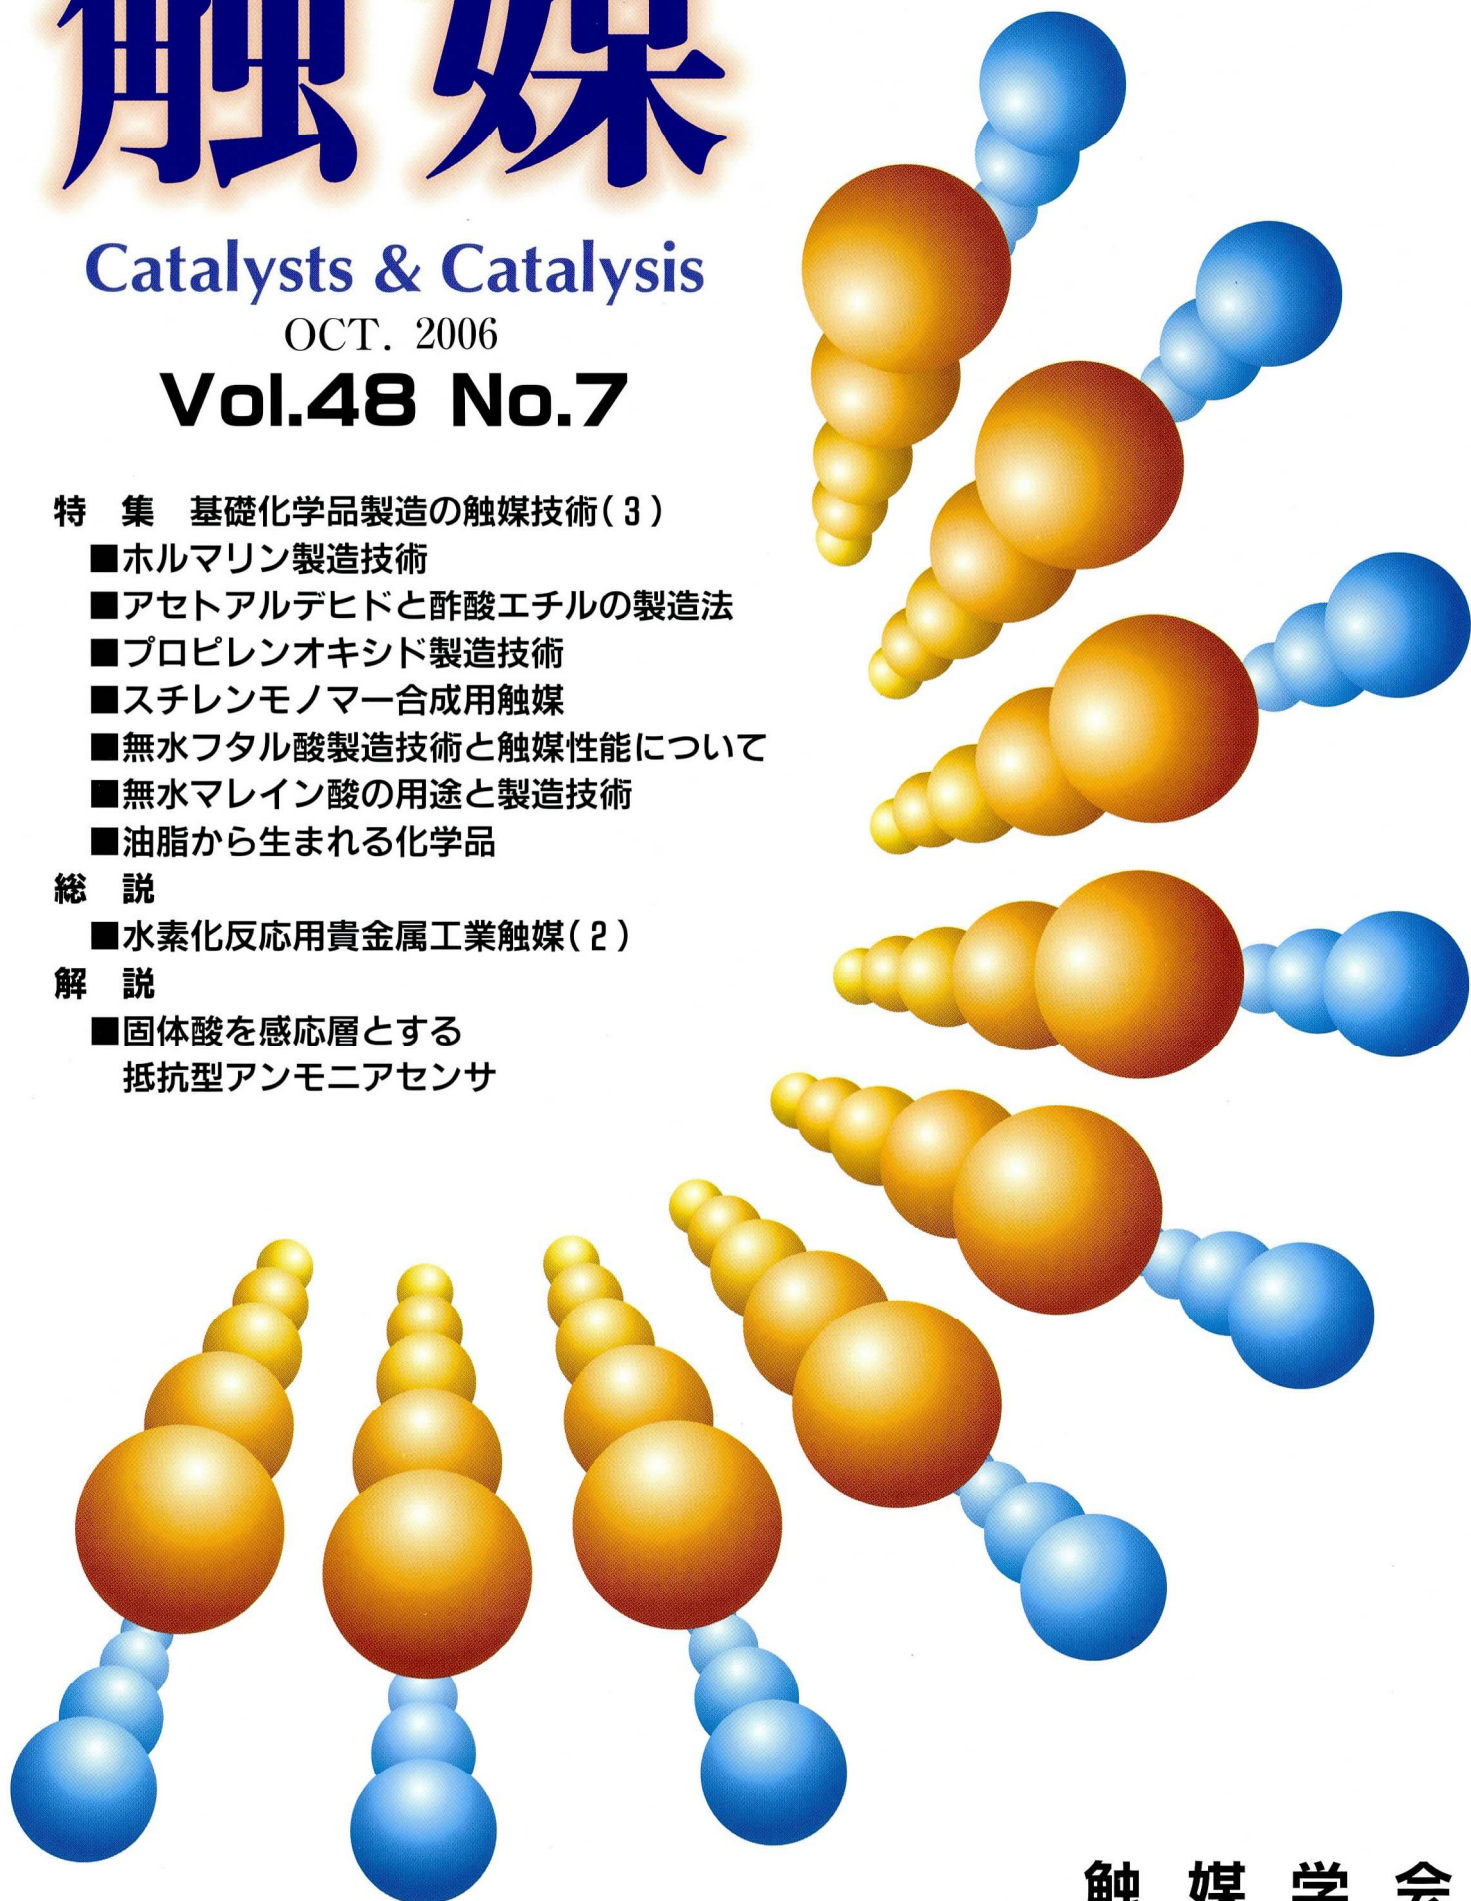 触媒
Catalysts & Catalysis
OCT. 2006
Vol.48 No.7
特 集 基礎化学品製造の触媒技術(3)
■ホルマリン製造技術
■アセトアルデヒドと酢酸エチルの製造法
■プロピレンオキシド製造技術
■スチレンモノマー合成用触媒
■無水フタル酸製造技術と触媒性能について
■無水マレイン酸の用途と製造技術
■油脂から生まれる化学品
総 説
■水素化反応用貴金属工業触媒(2)
解 説
■固体酸を感応層とする
抵抗型アンモニアセンサ
触 媒 学 会